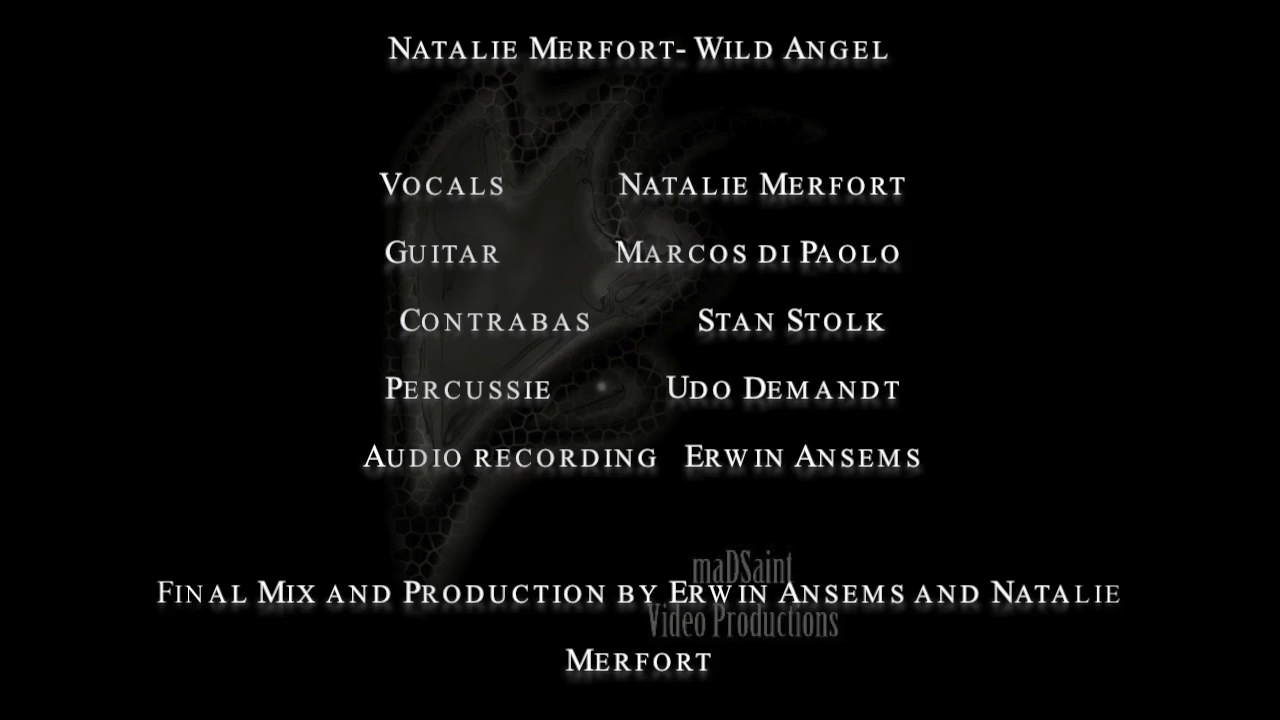 Natalie Merfort- Wild Angel
Vocals Natalie Merfort
Guitar Marcos di Paolo
Contrabas Stan Stolk
Percussie Udo Demandt
Audio recording Erwin Ansems
maDSaint
Final Mix and Production by Erwin Ansems and Natalie
Video Productions
Merfort